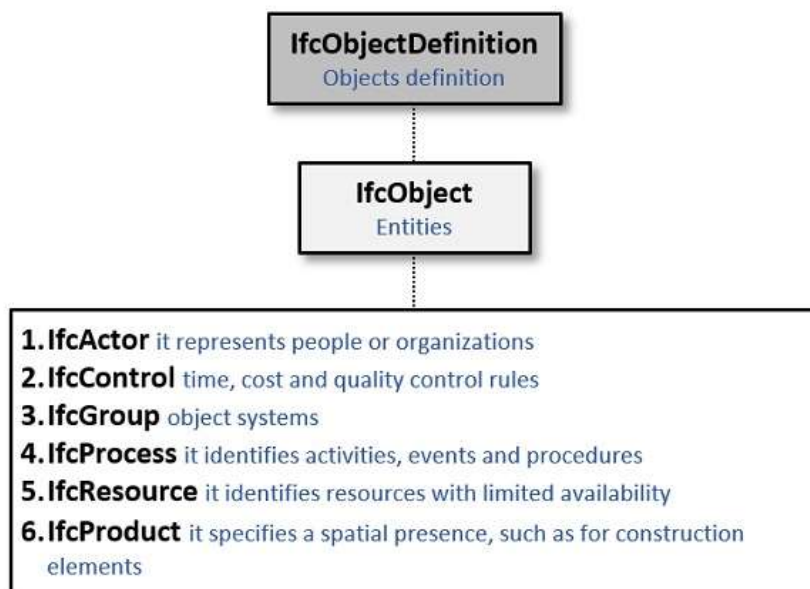 IfcObjectDefinition
Objects definition
IfcObject
Entities
1.IfcActor it represents people or organizations
2.IfcControl time, cost and quality control rules
3.IfcGroup object systems
4.IfcProcess it identifies activities, events and procedures
5.IfcResource it identifies resources with limited availability
6.IfcProduct it specifies a spatial presence, such as for construction
elements